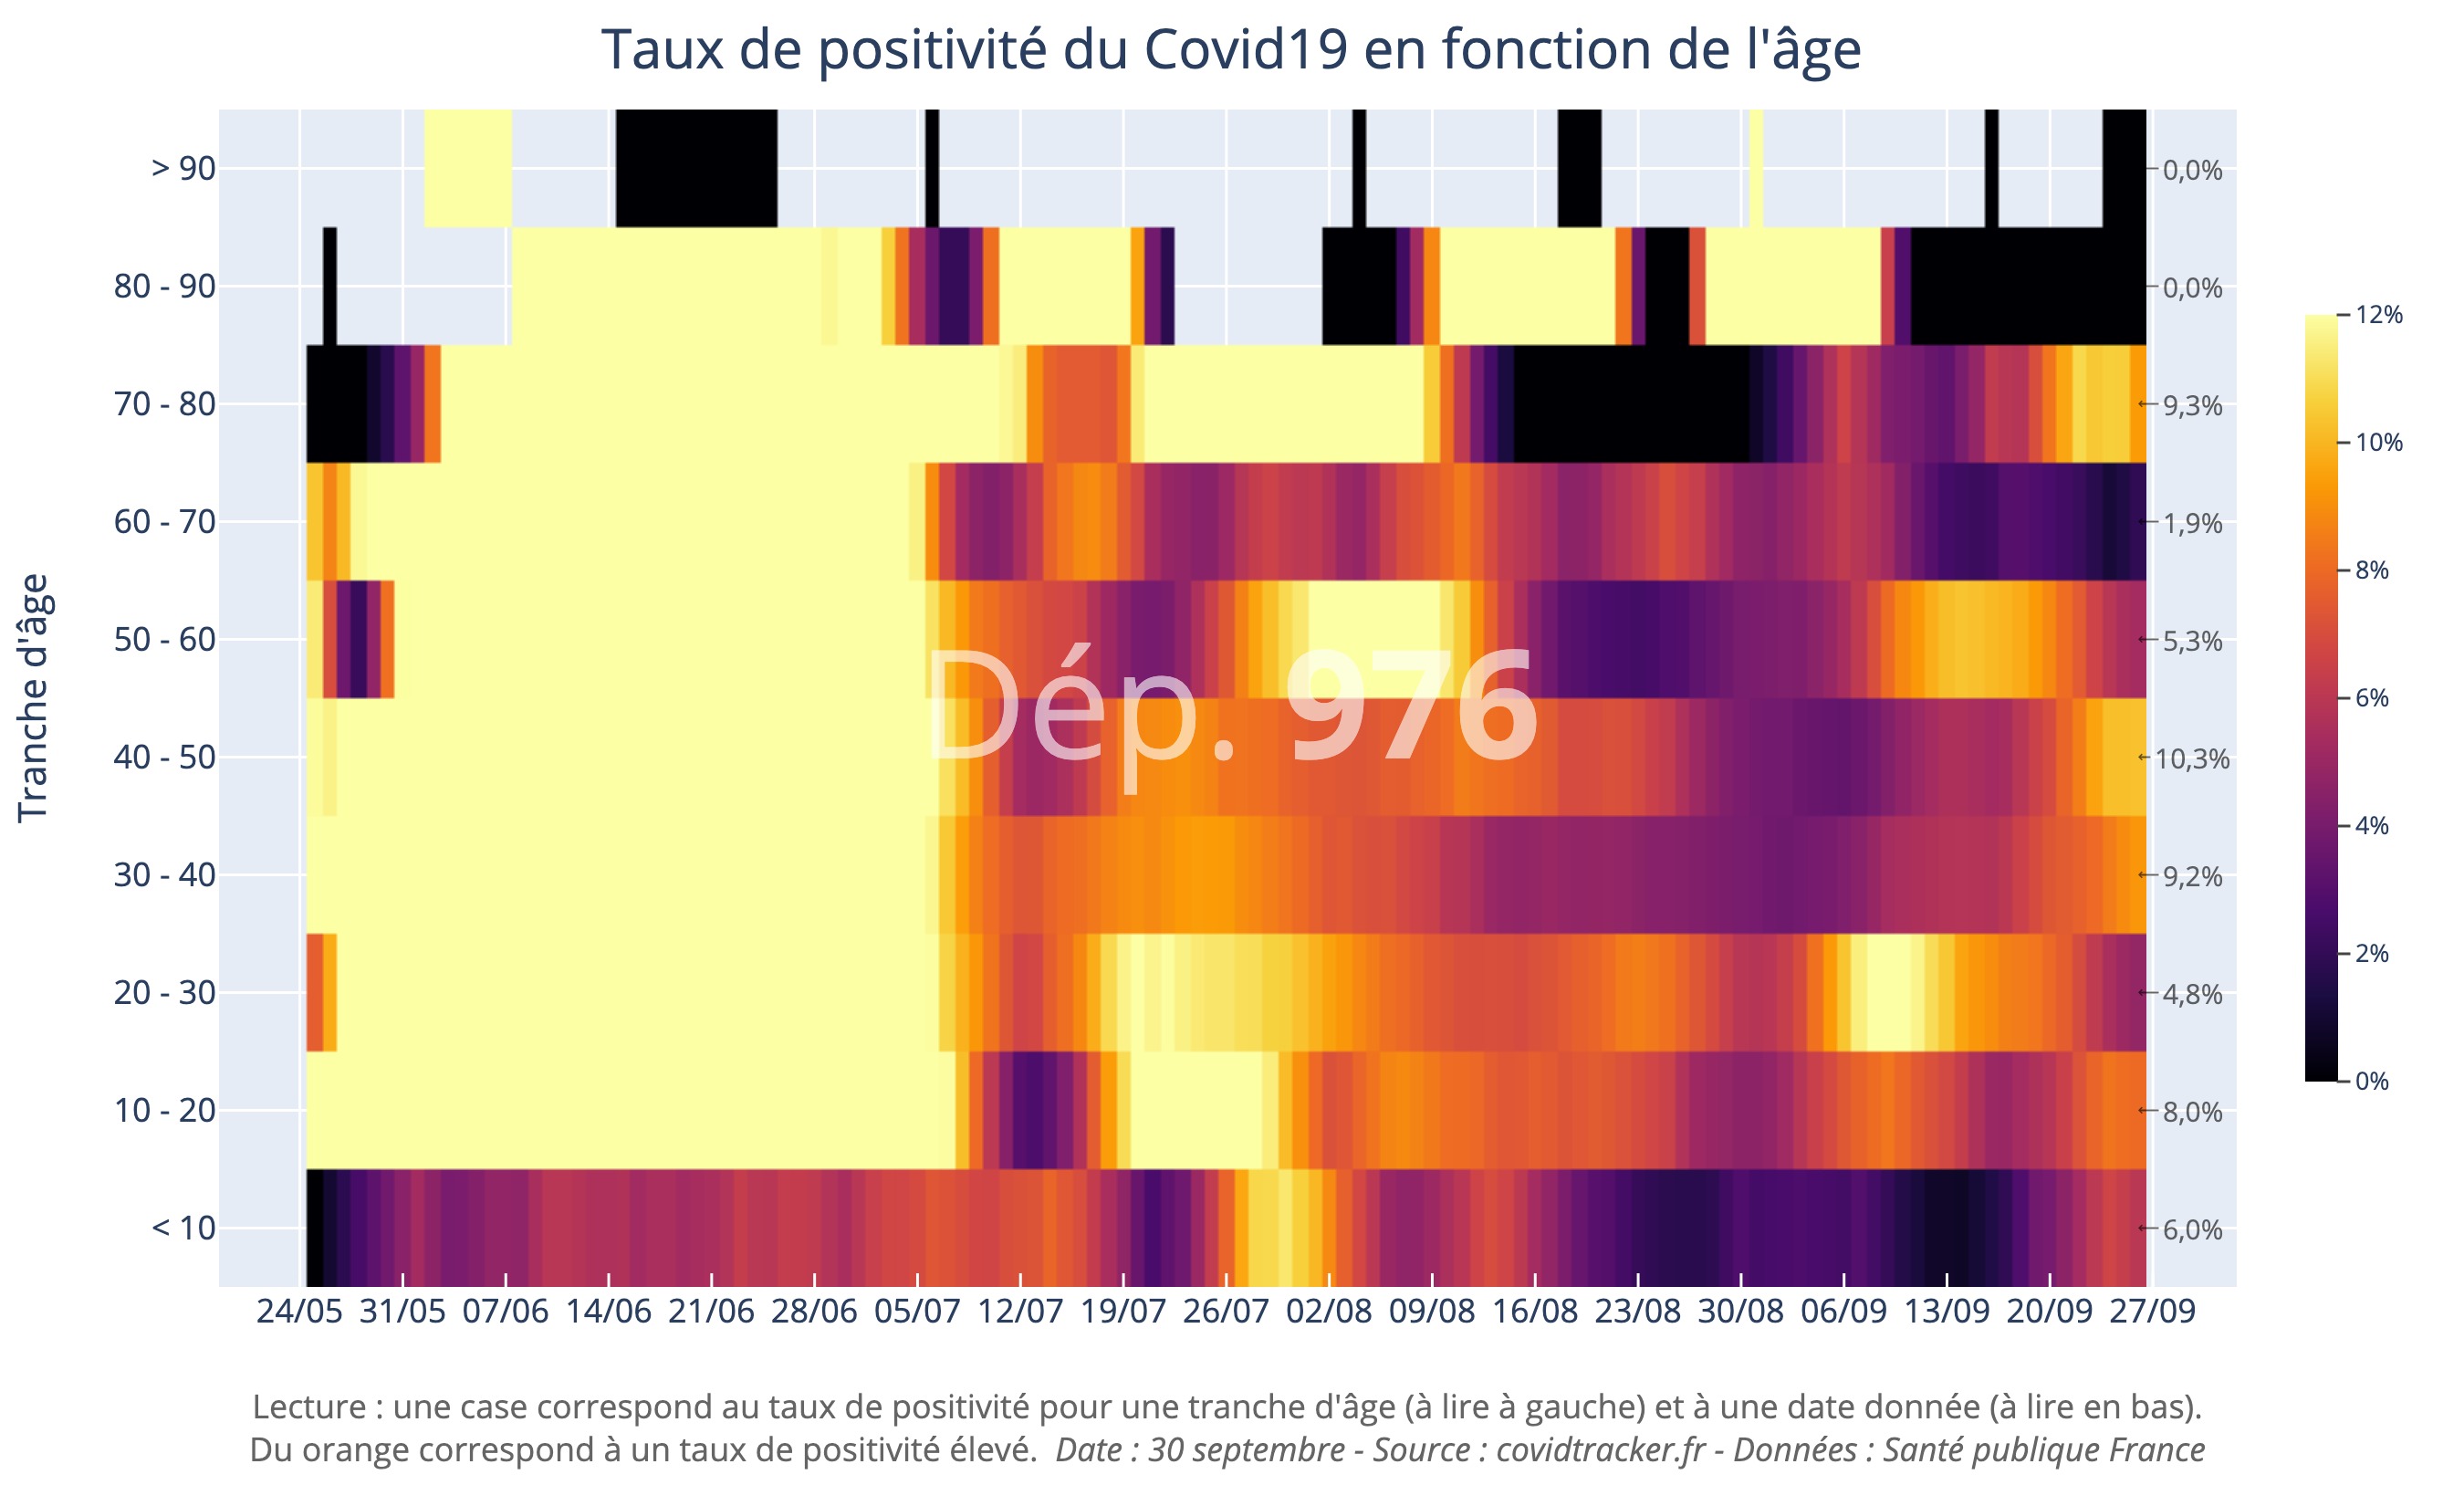 Taux de positivité du Covid19 en fonction de l'âge
Tranche d'âge
> 90
80 - 90
70 - 80
60 - 70
50 - 60
40 - 50
30 - 40
20 - 30
10 - 20
< 10
Dép. 976
0,0%
0,0%
9,3%
1,9%
5,3%
10,3%
9,2%
4,8%
8,0%
6,0%
12%
10%
8%
6%
4%
2%
0%
24/05 31/05 07/06 14/06 21/06 28/06 05/07 12/07 19/07 26/07 02/08 09/08 16/08 23/08 30/08 06/09 13/09 20/09 27/09
Lecture : une case correspond au taux de positivité pour une tranche d'âge (à lire à gauche) et à une date donnée (à lire en bas).
Du orange correspond à un taux de positivité élevé. Date : 30 septembre - Source : covidtracker.fr - Données : Santé publique France